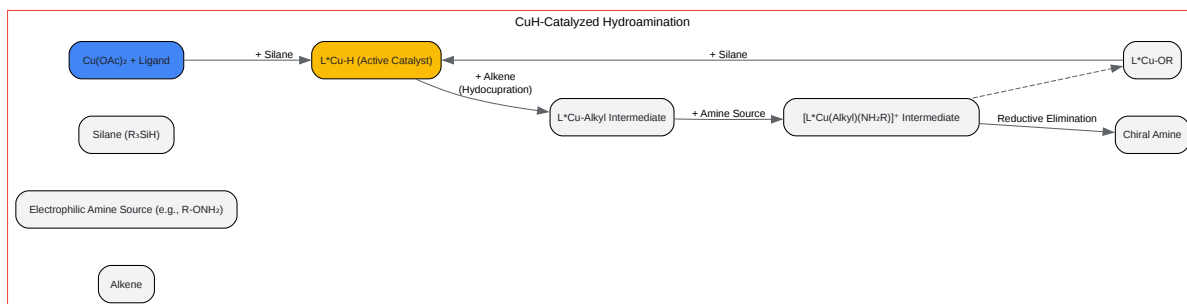 CuH-Catalyzed Hydroamination
Cu(OAc)₂ + Ligand
+ Silane
L*Cu-H (Active Catalyst)
+ Silane
L*Cu-OR
+ Alkene
(Hydocupration)
Silane (R₃SiH)
L*Cu-Alkyl Intermediate
+ Amine Source
[L*Cu(Alkyl)(NH₂R)]⁺ Intermediate
Reductive Elimination
Chiral Amine
Electrophilic Amine Source (e.g., R-ONH₂)
Alkene